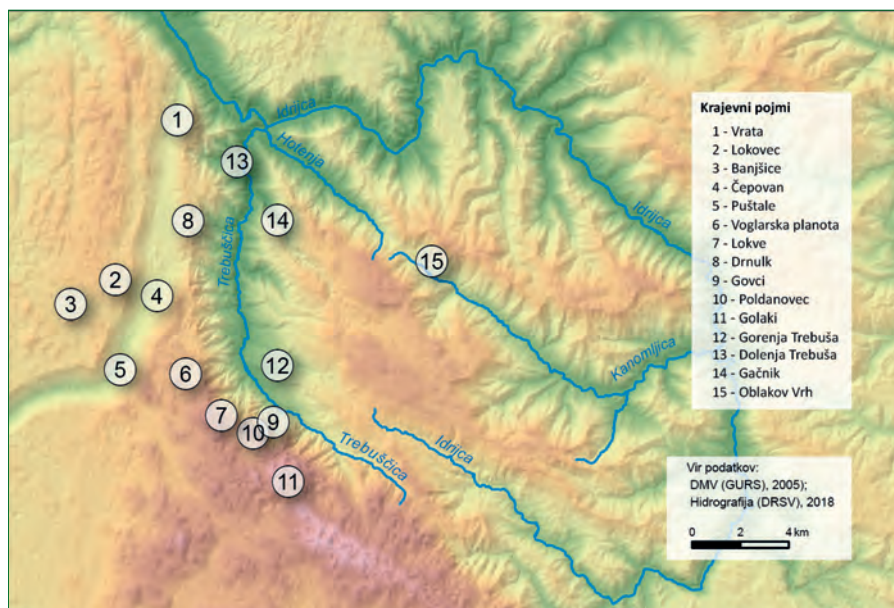 Idrijca
1
Hotenja
13
8
14
Trebuščica
Idrijca
15
2
4
3
Kanomljica
12
5
6
7
9
10
Idrijca
Trebuščica
11
Krajevni pojmi
1 - Vrata
2 - Lokovec
3 - Banjšice
4 - Čepovan
5 - Puštale
6 - Voglarska planota
7 - Lokve
8 - Drnulk
9 - Govci
10 - Poldanovec
11 - Golaki
12 - Gorenja Trebuša
13 - Dolenja Trebuša
14 - Gačnik
15 - Oblakov Vrh
Vir podatkov:
DMV (GURS), 2005;
Hidrografija (DRSV), 2018
0 2 4 km